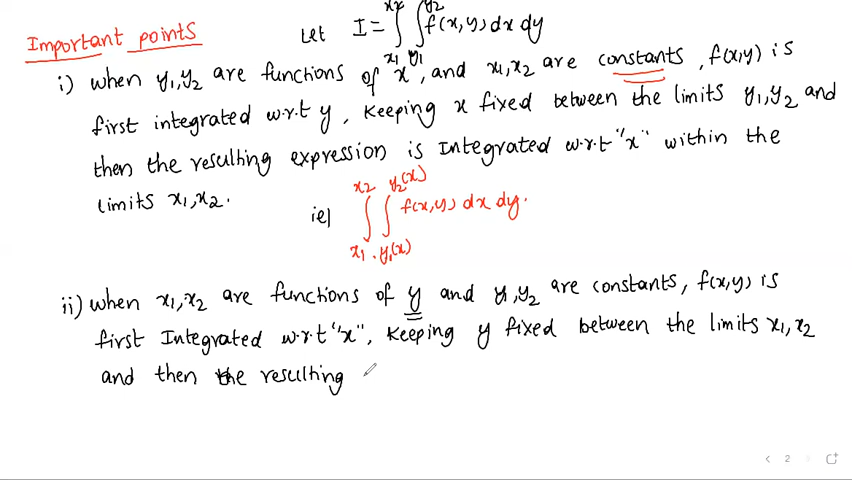 Important points
Let I = ∫_{x1}^{x2} ∫_{y1}^{y2} f(x,y) dx dy
i) when y1,y2 are functions of x, and x1,x2 are constants, f(x,y) is
first integrated w.r.t y, keeping x fixed between the limits y1,y2 and
then the resulting expression is Integrated w.r.t "x" within the
limits x1,x2.
ie) ∫_{x1}^{x2} ∫_{y1(x)}^{y2(x)} f(x,y) dx dy.
ii) when x1,x2 are functions of y and y1,y2 are constants, f(x,y) is
first Integrated w.r.t "x", keeping y fixed between the limits x1,x2
and then the resulting
2